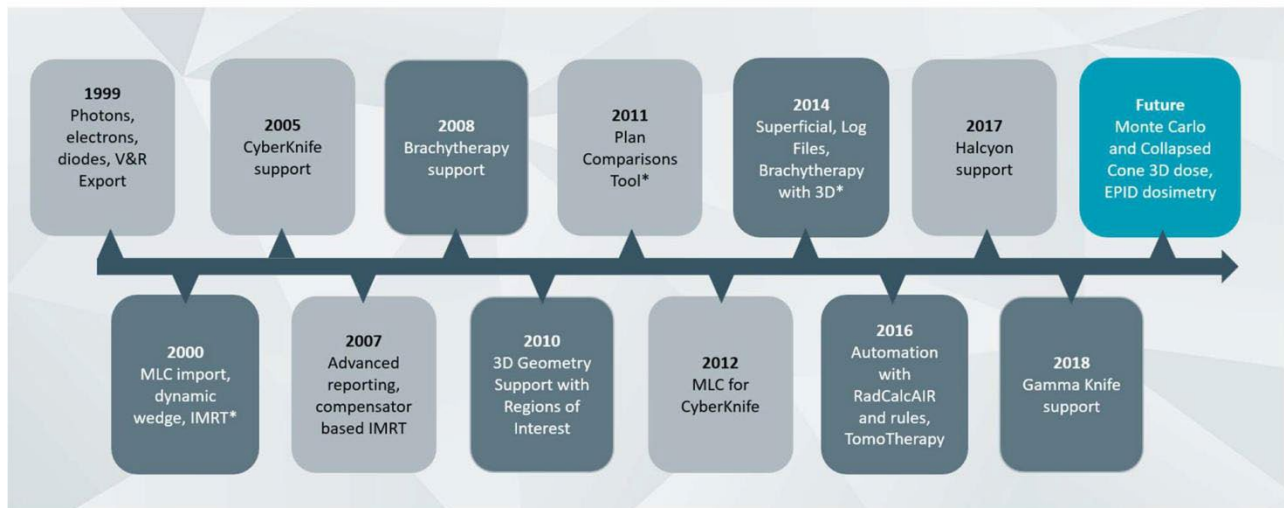 1999
Photons,
electrons,
diodes, V&R
Export
2005
CyberKnife
support
2008
Brachytherapy
support
2011
Plan
Comparisons
Tool*
2014
Superficial, Log
Files,
Brachytherapy
with 3D*
2017
Halcyon
support
Future
Monte Carlo
and Collapsed
Cone 3D dose,
EPID dosimetry
2000
MLC import,
dynamic
wedge, IMRT*
2007
Advanced
reporting,
compensator
based IMRT
2010
3D Geometry
Support with
Regions of
Interest
2012
MLC for
CyberKnife
2016
Automation
with
RadCalcAIR
and rules,
TomoTherapy
2018
Gamma Knife
support